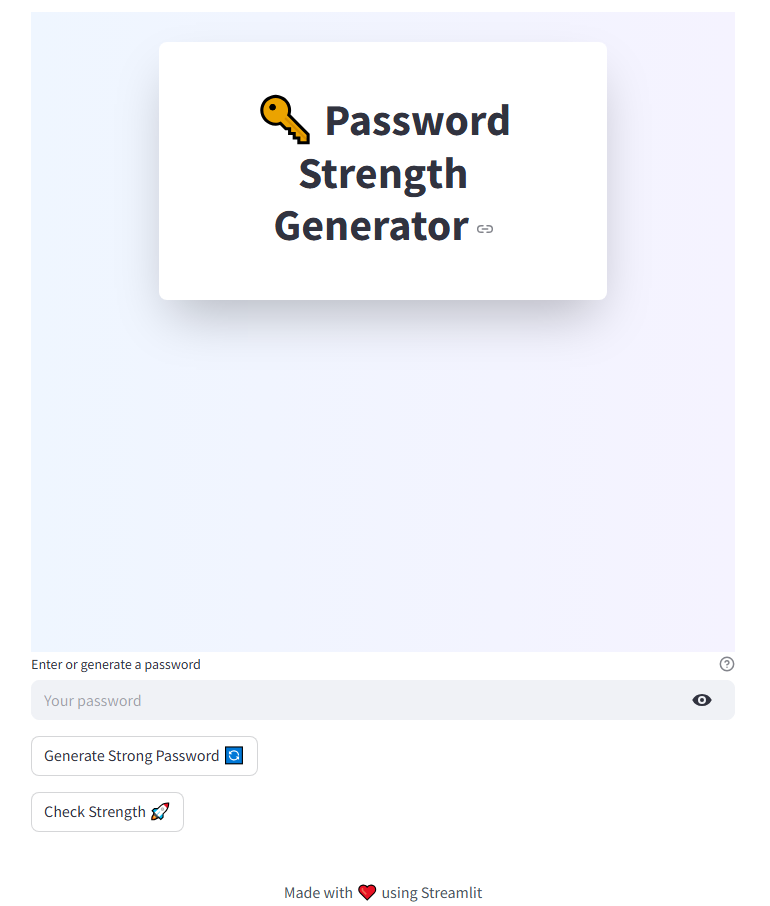 Password
Strength
Generator
Enter or generate a password
Your password
Generate Strong Password
Check Strength
Made with ❤️ using Streamlit